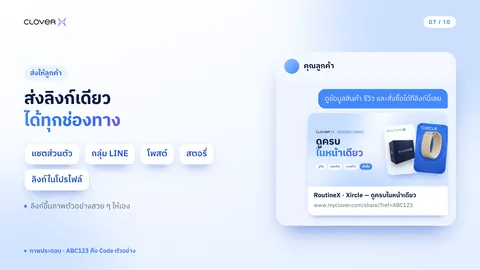 CLOVER X
07 / 10
ส่งให้ลูกค้า
ส่งลิงก์เดียว
ได้ทุกช่องทาง
แชตส่วนตัว
กลุ่ม LINE
โพสต์
สตอรี่
ลิงก์ในโปรไฟล์
ลิงก์ขึ้นภาพตัวอย่างสวย ๆ ให้เอง
ภาพประกอบ · ABC123 คือ Code ตัวอย่าง
คุณลูกค้า
ดูข้อมูลสินค้า รีวิว และสั่งซื้อได้ที่ลิงก์นี้เลย
CLOVER X
ดูครบ
ในหน้าเดียว
CIRCLE
RoutineX · Xircle — ดูครบในหน้าเดียว
www.myclover.com/share/?ref=ABC123